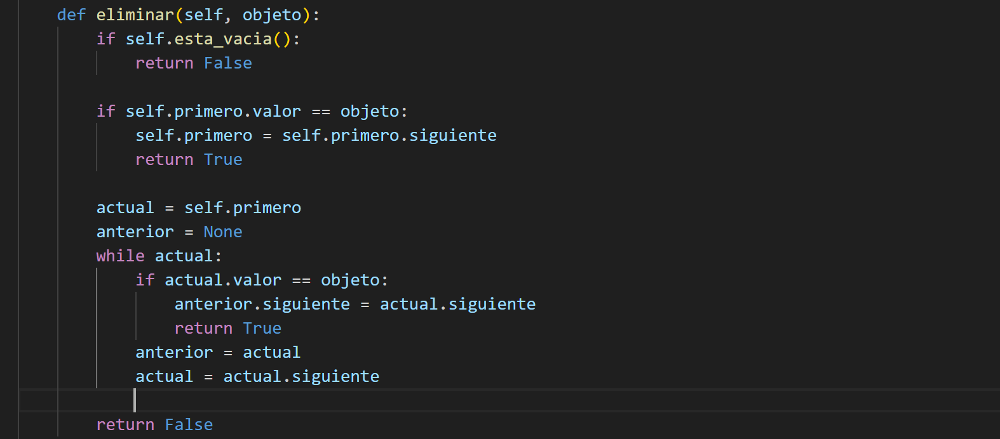 def eliminar(self, objeto):
if self.esta_vacia():
return False
if self.primero.valor == objeto:
self.primero = self.primero.siguiente
return True
actual = self.primero
anterior = None
while actual:
if actual.valor == objeto:
anterior.siguiente = actual.siguiente
return True
anterior = actual
actual = actual.siguiente
return False